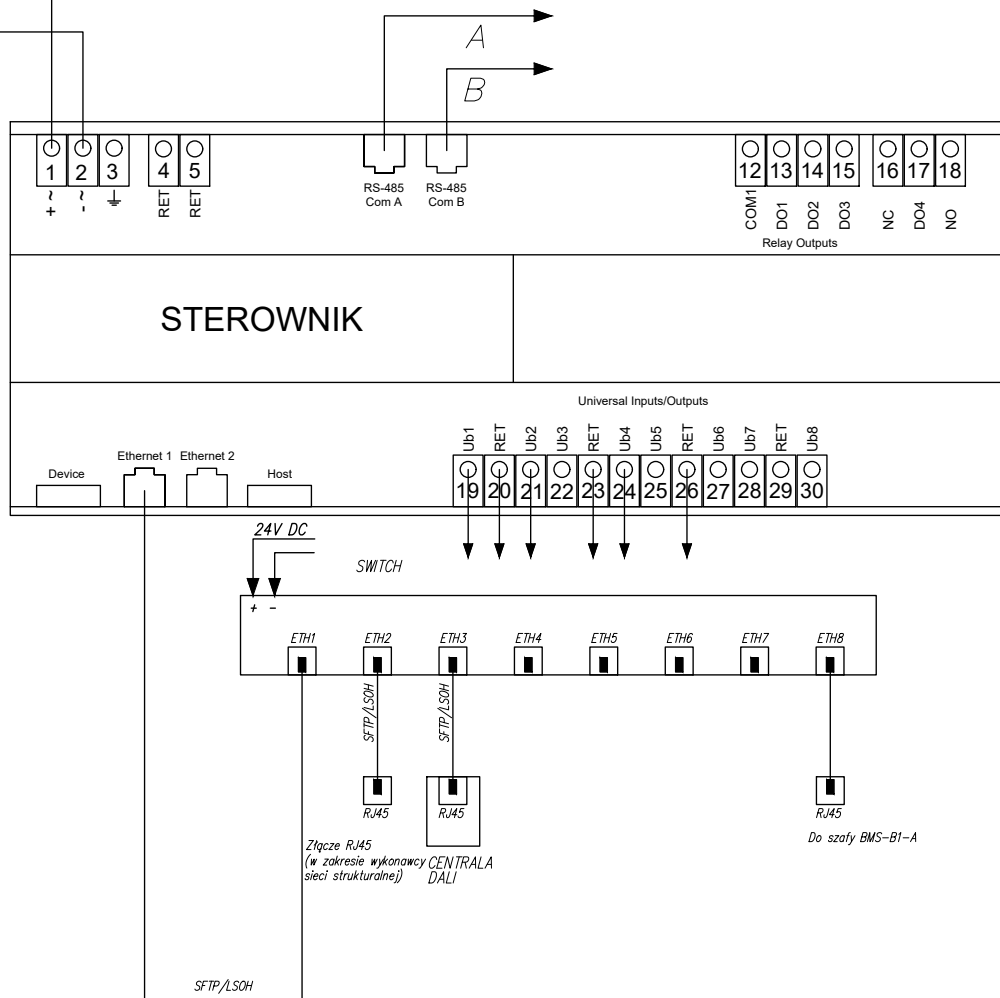 A
B
1 2 3 4 5
12 13 14 15 16 17 18
~ ~
+ -
RET RET
RS-485 Com A
RS-485 Com B
COM1 DO1 DO2 DO3 NC DO4 NO
Relay Outputs
STEROWNIK
Universal Inputs/Outputs
Ub1 RET Ub2 Ub3 RET Ub4 Ub5 RET Ub6 Ub7 RET Ub8
Device
Ethernet 1
Ethernet 2
Host
19 20 21 22 23 24 25 26 27 28 29 30
24V DC
SWITCH
+ -
ETH1 ETH2 ETH3 ETH4 ETH5 ETH6 ETH7 ETH8
SFTP/LSOH
SFTP/LSOH
RJ45
RJ45
RJ45
Złącze RJ45
(w zakresie wykonawcy
sieci strukturalnej)
CENTRALA
DALI
Do szafy BMS-B1-A
SFTP/LSOH